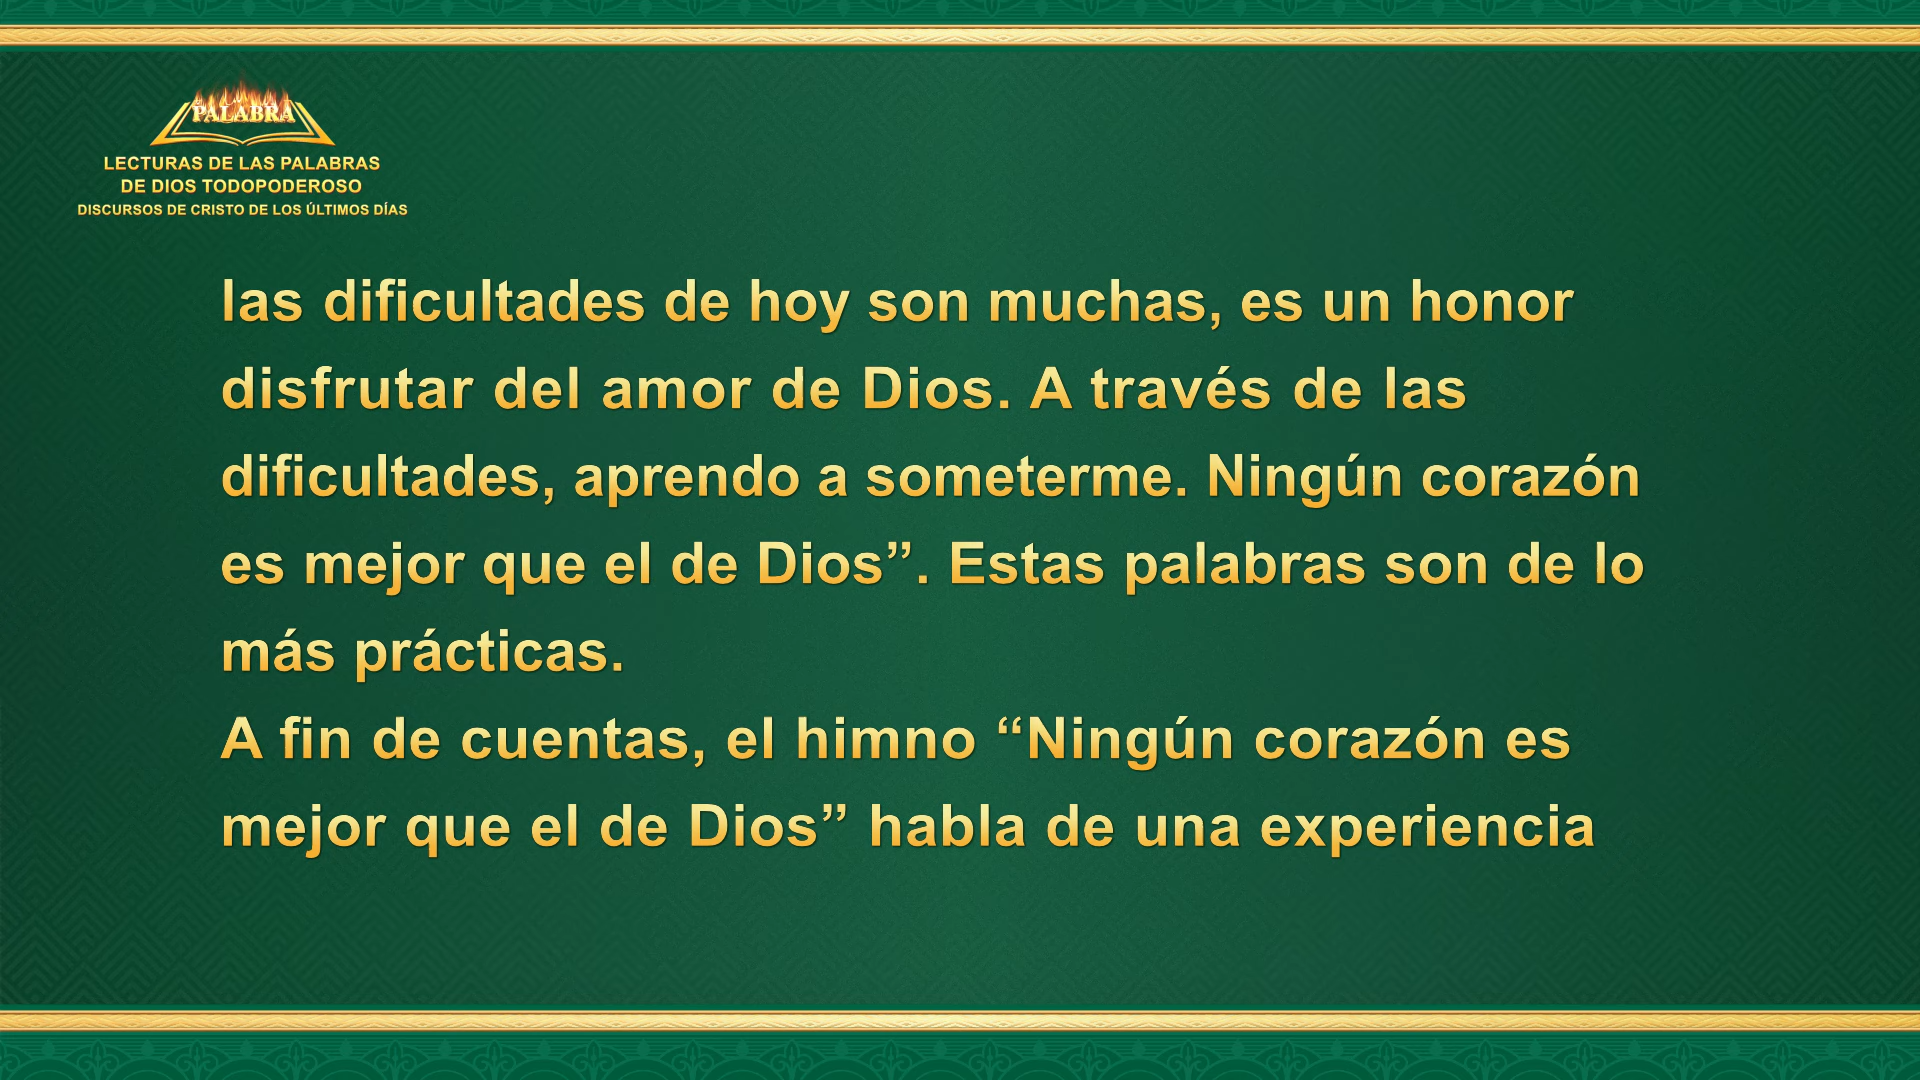 PALABRA
LECTURAS DE LAS PALABRAS
DE DIOS TODOPODEROSO
DISCURSOS DE CRISTO DE LOS ÚLTIMOS DÍAS
las dificultades de hoy son muchas, es un honor
disfrutar del amor de Dios. A través de las
dificultades, aprendo a someterme. Ningún corazón
es mejor que el de Dios”. Estas palabras son de lo
más prácticas.
A fin de cuentas, el himno “Ningún corazón es
mejor que el de Dios” habla de una experiencia